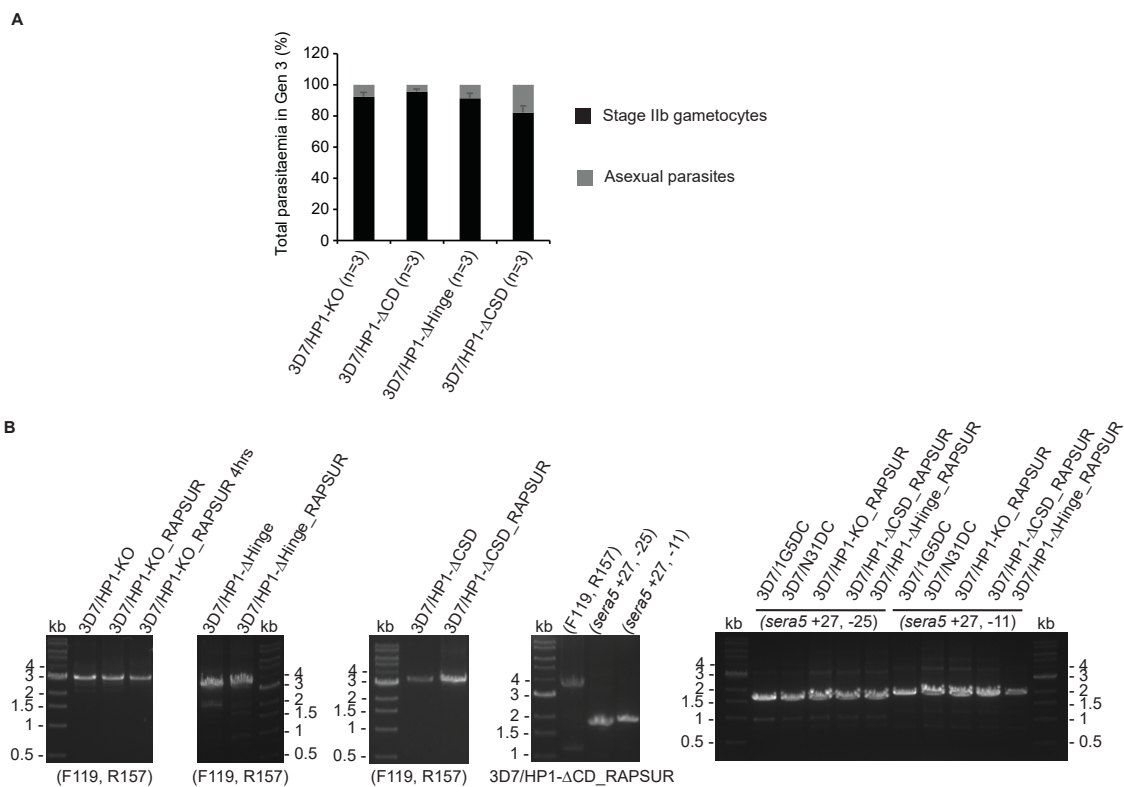 A
Total parasitaemia in Gen 3 (%)
120
100
80
60
40
20
0
3D7/HP1-KO (n=3)
3D7/HP1-ΔCD (n=3)
3D7/HP1-ΔHinge (n=3)
3D7/HP1-ΔCSD (n=3)
Stage IIb gametocytes
Asexual parasites
B
kb
3D7/HP1-KO
3D7/HP1-KO_RAPSUR
3D7/HP1-KO_RAPSUR 4hrs
4 -
3 -
2 -
1.5 -
1 -
0.5 -
(F119, R157)
3D7/HP1-ΔHinge
3D7/HP1-ΔHinge_RAPSUR
kb
- 4
- 3
- 2
- 1.5
- 1
- 0.5
(F119, R157)
kb
3D7/HP1-ΔCSD
3D7/HP1-ΔCSD_RAPSUR
4 -
3 -
2 -
1.5 -
1 -
0.5 -
(F119, R157)
kb
(F119, R157)
(sera5 +27, -25)
(sera5 +27, -11)
4 -
3 -
2 -
1.5 -
1 -
3D7/HP1-ΔCD_RAPSUR
3D7/1G5DC
3D7/N31DC
3D7/HP1-KO_RAPSUR
3D7/HP1-ΔCSD_RAPSUR
3D7/HP1-ΔHinge_RAPSUR
3D7/1G5DC
3D7/N31DC
3D7/HP1-KO_RAPSUR
3D7/HP1-ΔCSD_RAPSUR
3D7/HP1-ΔHinge_RAPSUR
kb
(sera5 +27, -25)
(sera5 +27, -11)
kb
4 -
3 -
2 -
1.5 -
1 -
0.5 -
- 4
- 3
- 2
- 1.5
- 1
- 0.5